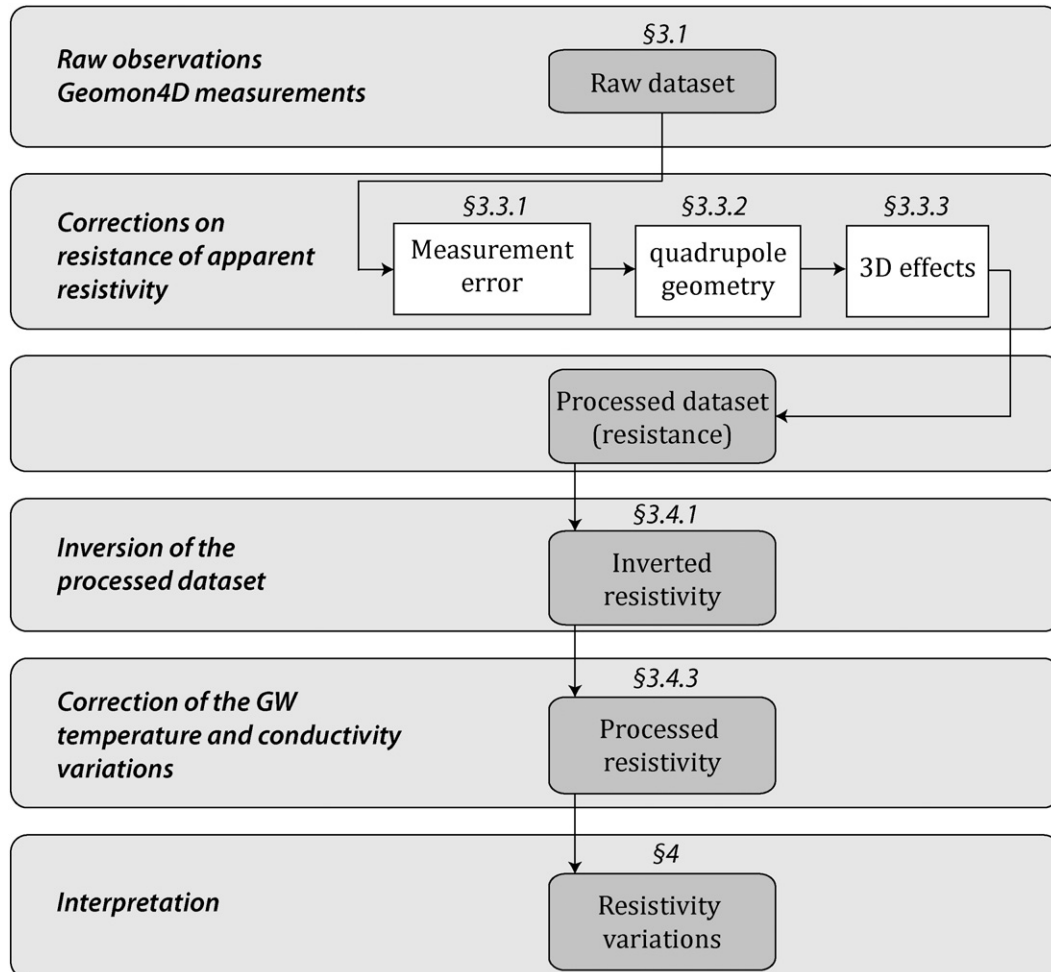 §3.1
Raw observations
Geomon4D measurements
Raw dataset
Corrections on
resistance of apparent
resistivity
§3.3.1
Measurement
error
§3.3.2
quadrupole
geometry
§3.3.3
3D effects
Processed dataset
(resistance)
Inversion of the
processed dataset
§3.4.1
Inverted
resistivity
Correction of the GW
temperature and conductivity
variations
§3.4.3
Processed
resistivity
Interpretation
§4
Resistivity
variations